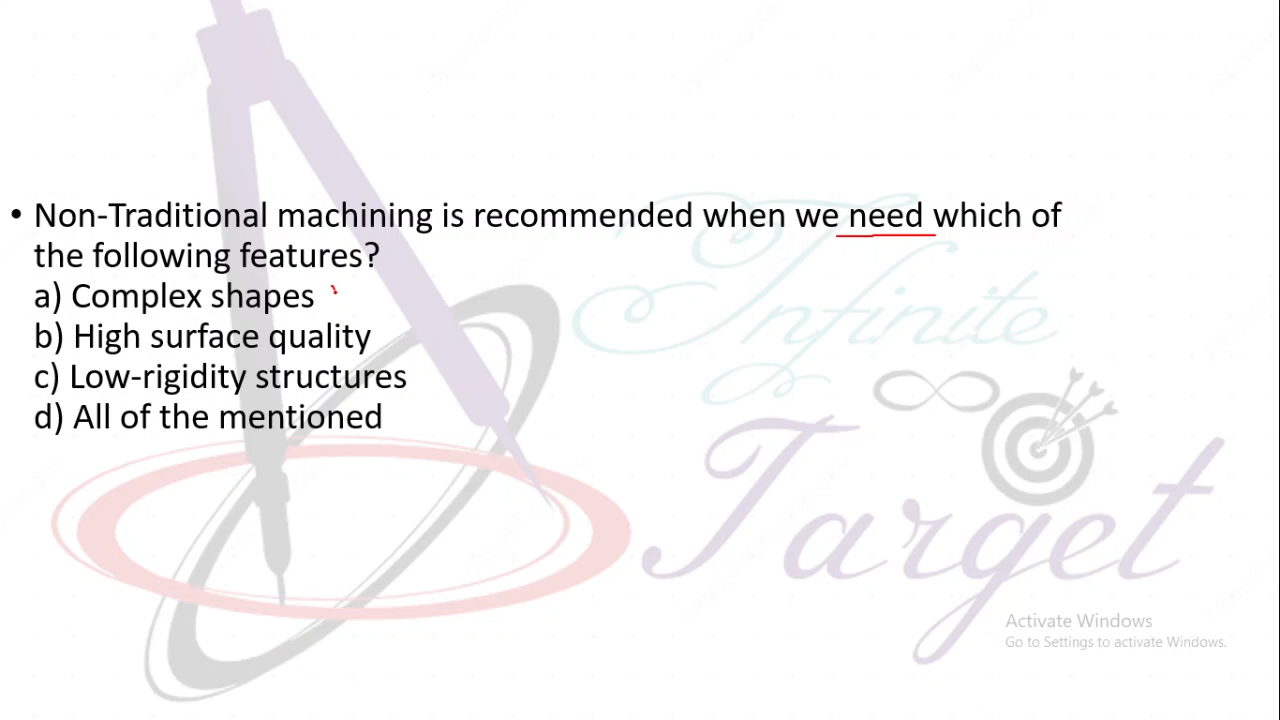 • Non-Traditional machining is recommended when we need which of
the following features?
a) Complex shapes
b) High surface quality
c) Low-rigidity structures
d) All of the mentioned
Infinite
Target
Activate Windows
Go to Settings to activate Windows.